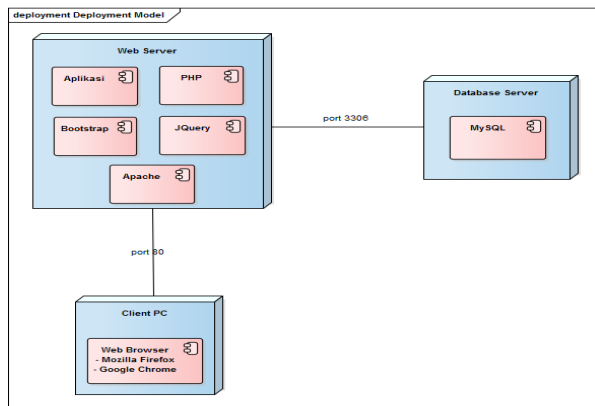 deployment Deployment Model
Web Server
Aplikasi
PHP
Bootstrap
JQuery
Apache
port 3306
Database Server
MySQL
port 80
Client PC
Web Browser
- Mozilla Firefox
- Google Chrome